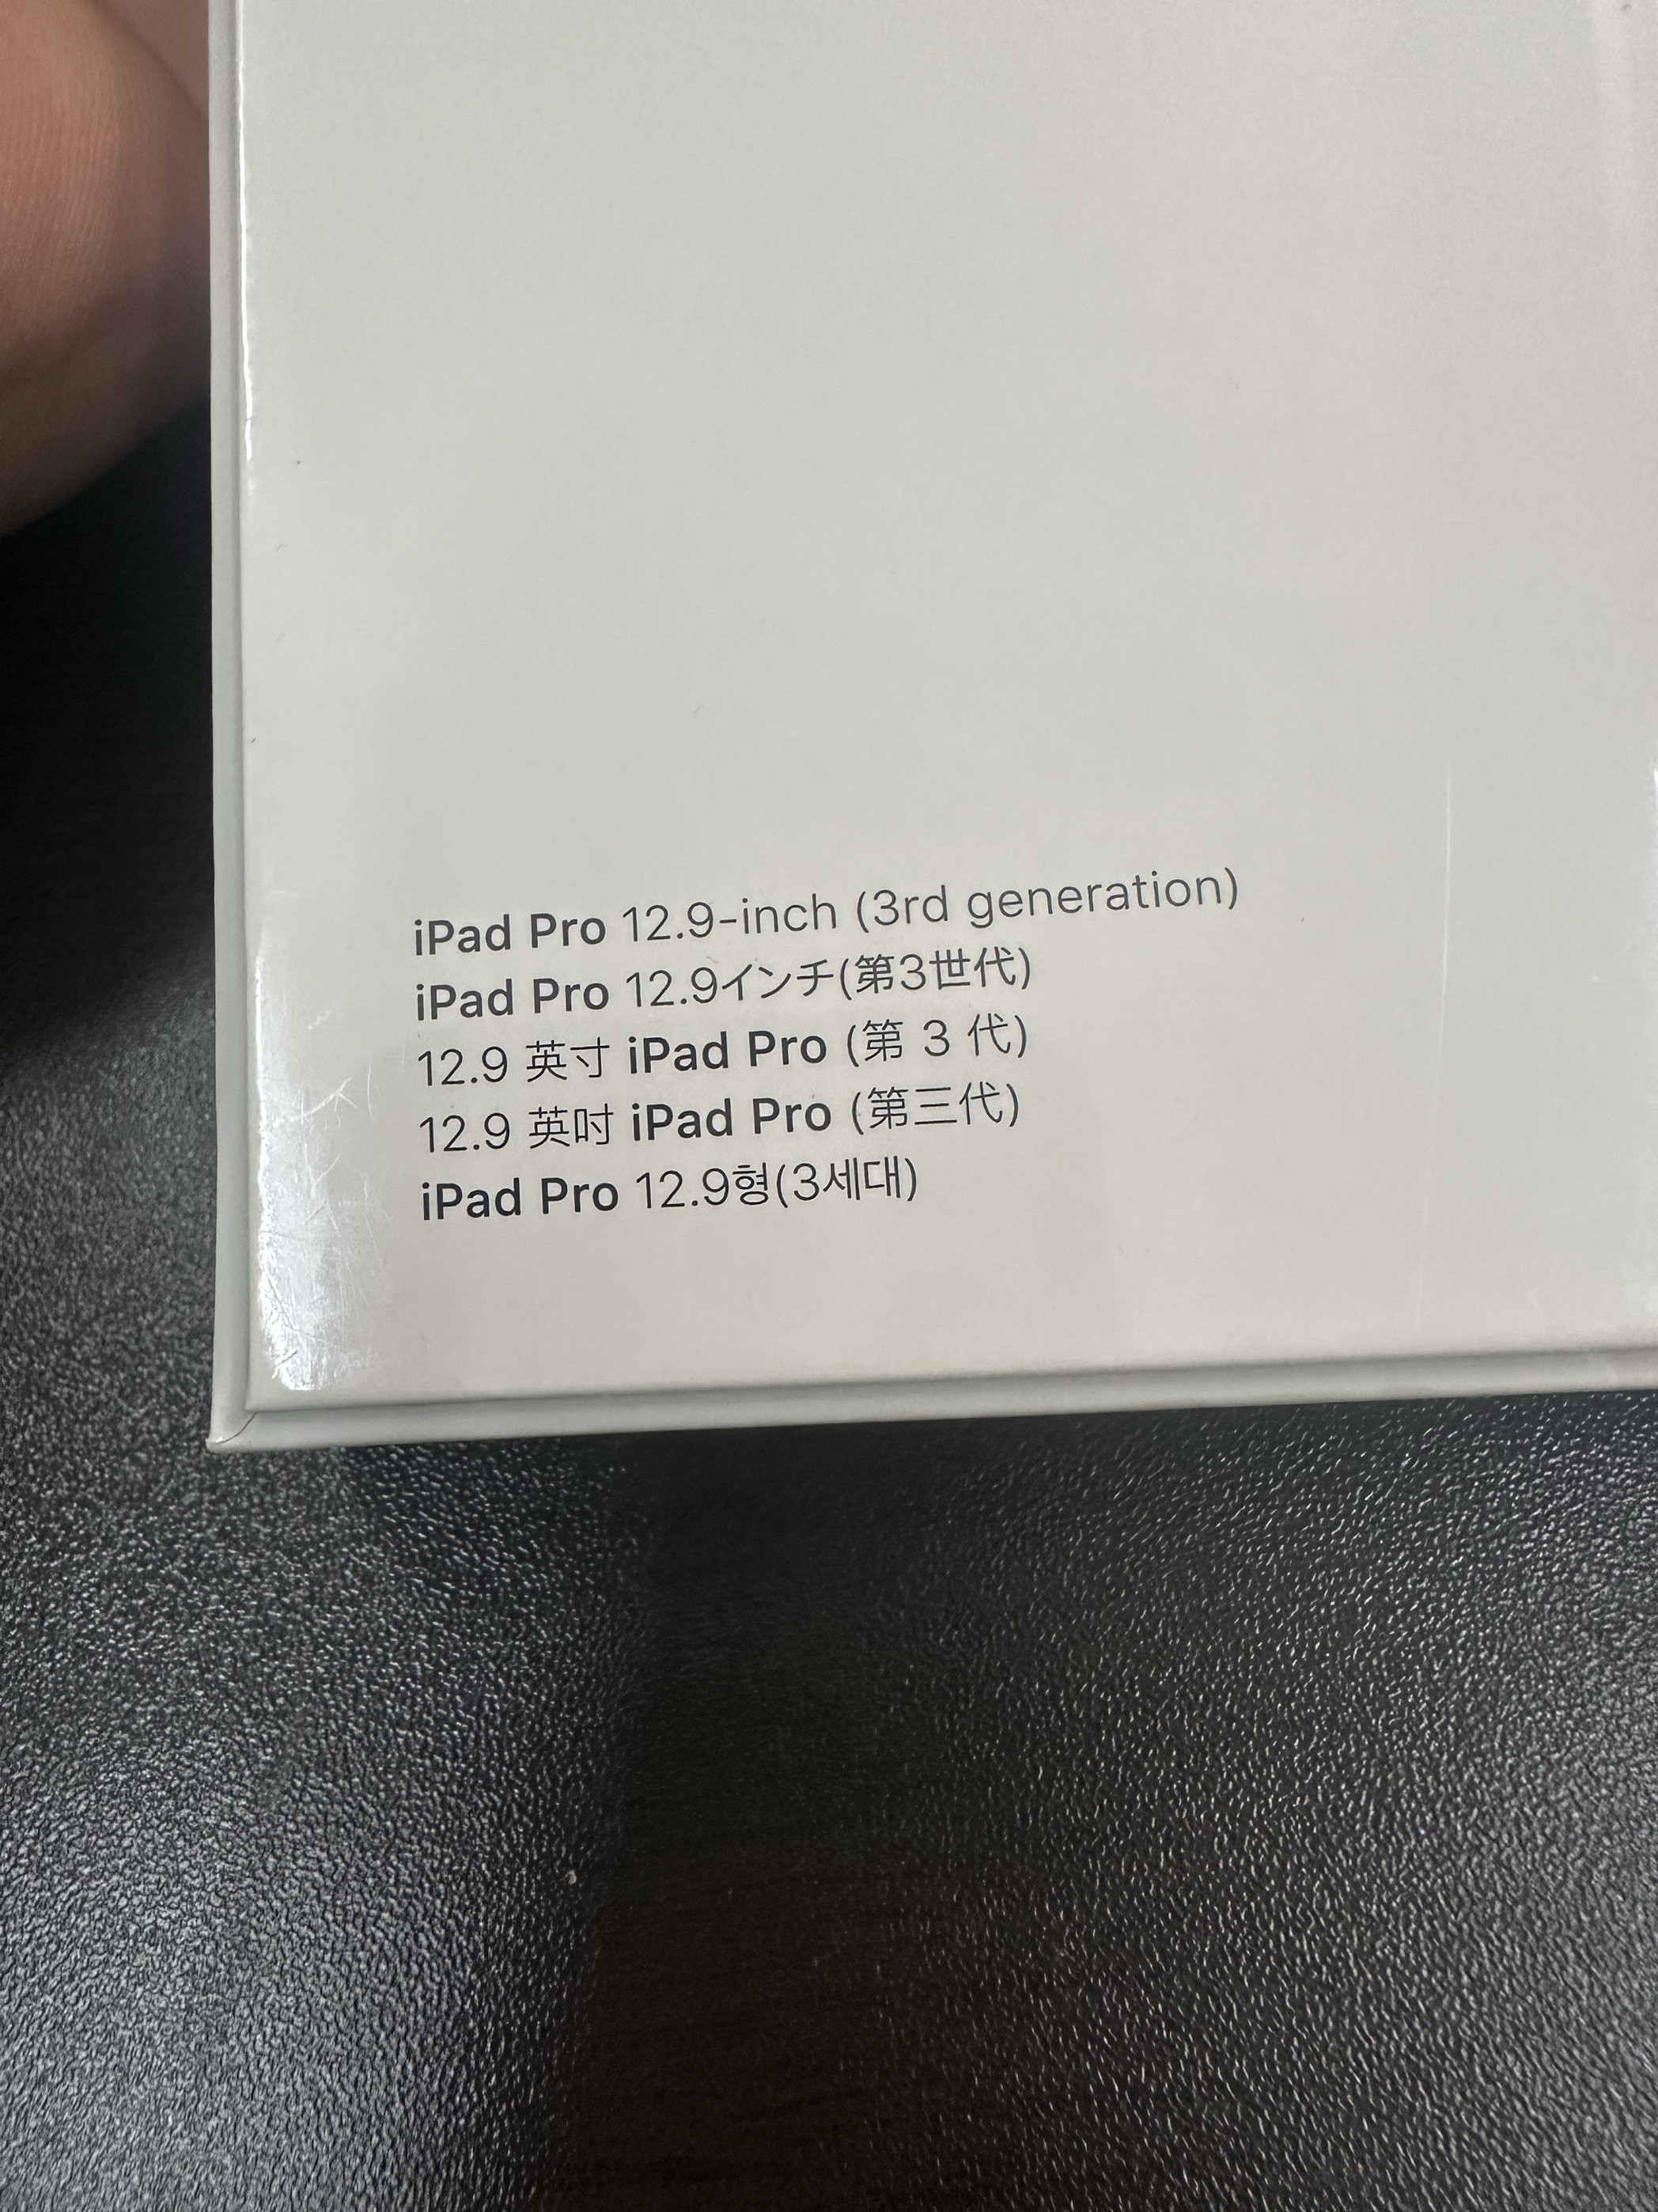 iPad Pro 12.9-inch (3rd generation)
iPad Pro 12.9インチ(第3世代)
12.9 英寸 iPad Pro (第 3 代)
12.9 英吋 iPad Pro (第三代)
iPad Pro 12.9형(3세대)